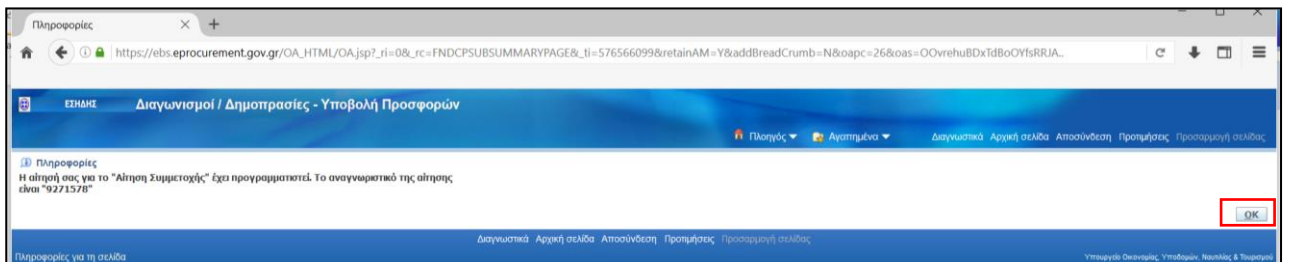 Πληροφορίες
https://ebs.eprocurement.gov.gr/OA_HTML/OA.jsp?_ri=0&_rc=FNDCPSUBSUMMARYPAGE&_ti=576566099&retainAM=Y&addBreadCrumb=N&oapc=26&oas=OOvrehuBDxTdBoOYfsRRJA..
ΕΣΗΔΗΣ Διαγωνισμοί / Δημοπρασίες - Υποβολή Προσφορών
Πλοηγός Αγαπημένα Διαγνωστικά Αρχική σελίδα Αποσύνδεση Προτιμήσεις Προσαρμογή σελίδας
Πληροφορίες
Η αίτησή σας για το "Αίτηση Συμμετοχής" έχει προγραμματιστεί. Το αναγνωριστικό της αίτησης
είναι "9271578"
OK
Διαγνωστικά Αρχική σελίδα Αποσύνδεση Προτιμήσεις Προσαρμογή σελίδας
Πληροφορίες για τη σελίδα Υπουργείο Οικονομίας, Υποδομών, Ναυτιλίας & Τουρισμού